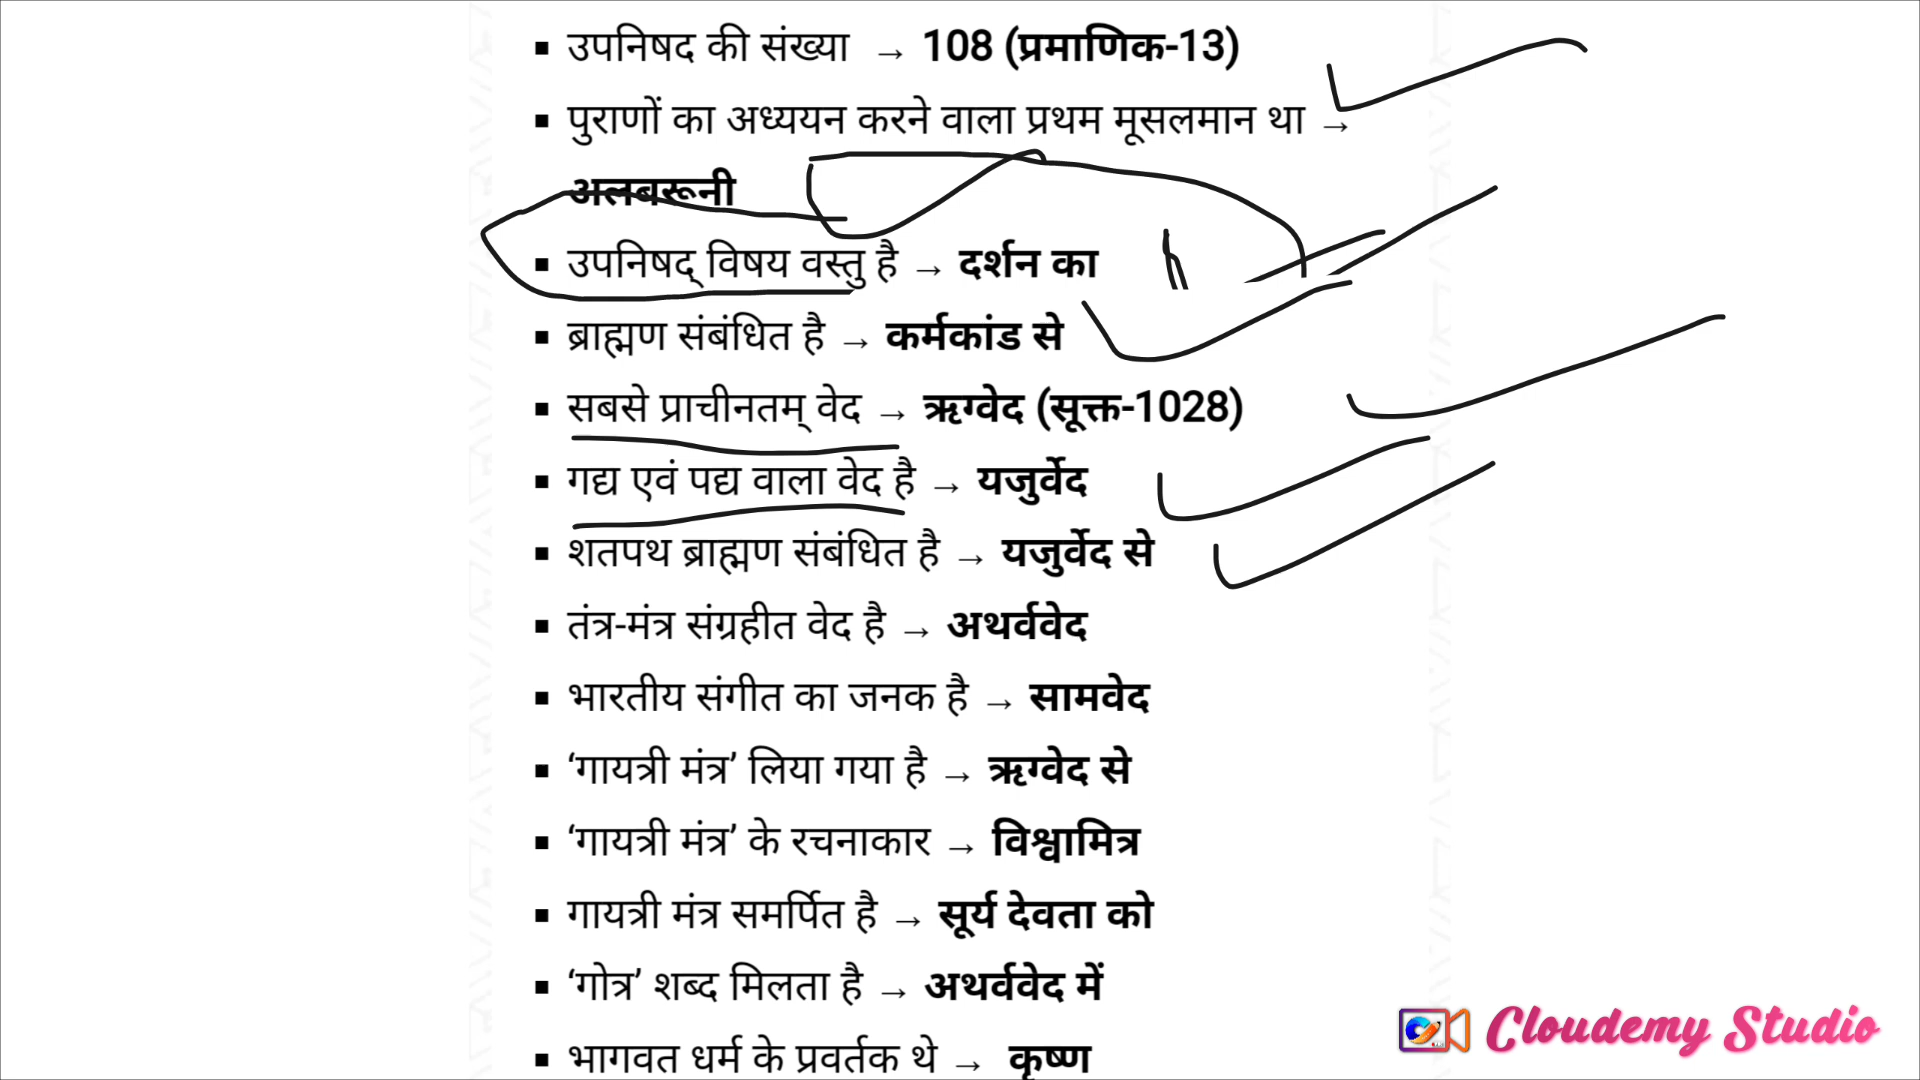 ▪ उपनिषद की संख्या → 108 (प्रमाणिक-13)
▪ पुराणों का अध्ययन करने वाला प्रथम मूसलमान था →
अलबरूनी
▪ उपनिषद् विषय वस्तु है → दर्शन का
▪ ब्राह्मण संबंधित है → कर्मकांड से
▪ सबसे प्राचीनतम् वेद → ऋग्वेद (सूक्त-1028)
▪ गद्य एवं पद्य वाला वेद है → यजुर्वेद
▪ शतपथ ब्राह्मण संबंधित है → यजुर्वेद से
▪ तंत्र-मंत्र संग्रहीत वेद है → अथर्ववेद
▪ भारतीय संगीत का जनक है → सामवेद
▪ ‘गायत्री मंत्र’ लिया गया है → ऋग्वेद से
▪ ‘गायत्री मंत्र’ के रचनाकार → विश्वामित्र
▪ गायत्री मंत्र समर्पित है → सूर्य देवता को
▪ ‘गोत्र’ शब्द मिलता है → अथर्ववेद में
▪ भागवत धर्म के प्रवर्तक थे → कृष्ण
Cloudemy Studio